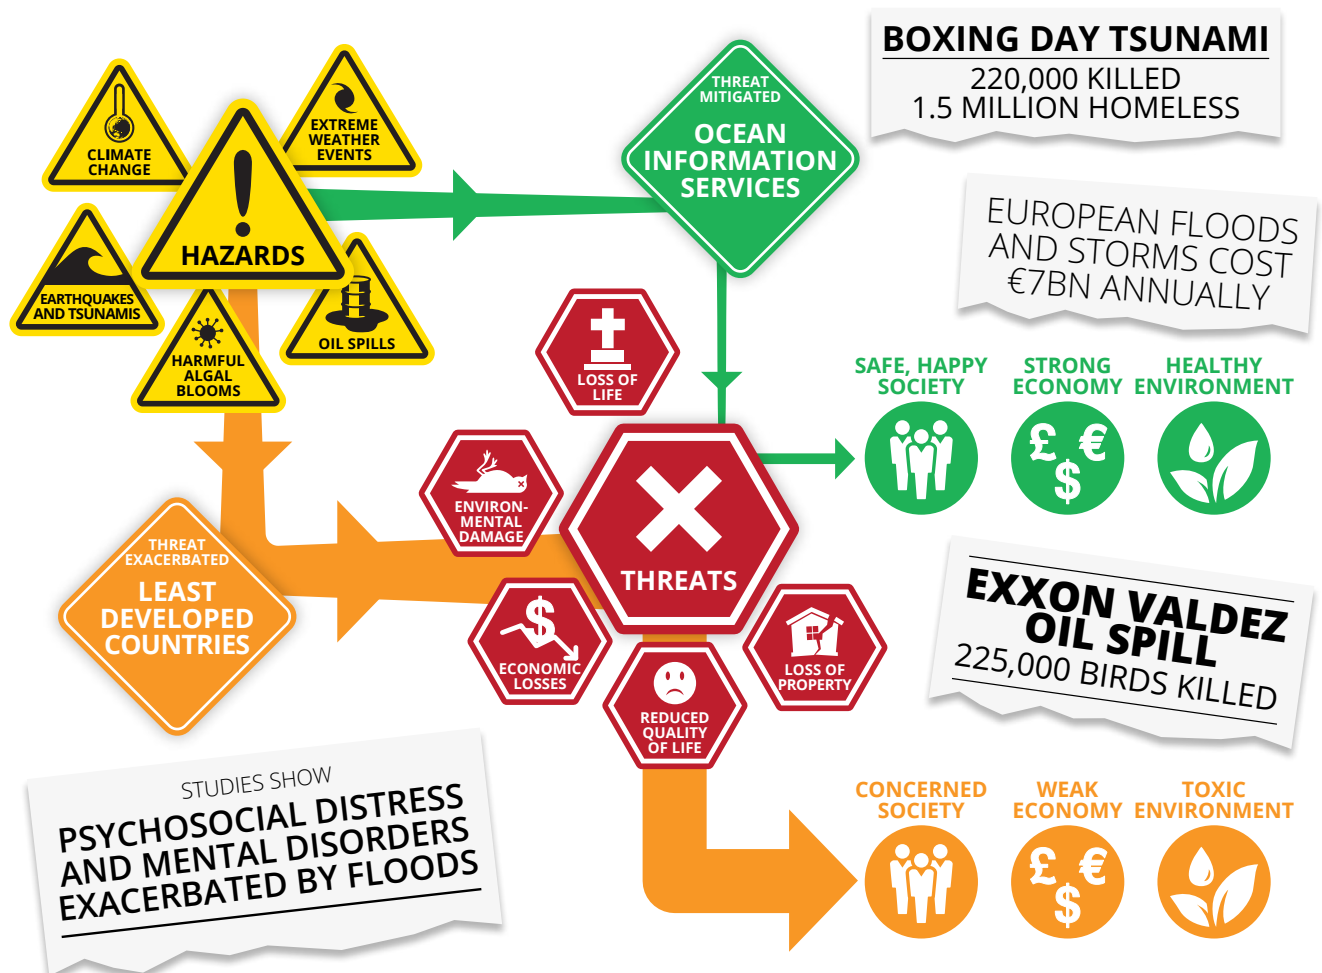 BOXING DAY TSUNAMI
220,000 KILLED
1.5 MILLION HOMELESS
THREAT
MITIGATED
OCEAN
INFORMATION
SERVICES
EXTREME
WEATHER
EVENTS
CLIMATE
CHANGE
HAZARDS
EARTHQUAKES
AND TSUNAMIS
OIL SPILLS
HARMFUL
ALGAL
BLOOMS
EUROPEAN FLOODS
AND STORMS COST
€7BN ANNUALLY
LOSS OF
LIFE
SAFE, HAPPY
SOCIETY
STRONG
ECONOMY
£ €
$
HEALTHY
ENVIRONMENT
ENVIRON-
MENTAL
DAMAGE
THREATS
THREAT
EXACERBATED
LEAST
DEVELOPED
COUNTRIES
$
ECONOMIC
LOSSES
LOSS OF
PROPERTY
REDUCED
QUALITY
OF LIFE
EXXON VALDEZ
OIL SPILL
225,000 BIRDS KILLED
STUDIES SHOW
PSYCHOSOCIAL DISTRESS
AND MENTAL DISORDERS
EXACERBATED BY FLOODS
CONCERNED
SOCIETY
WEAK
ECONOMY
£ €
$
TOXIC
ENVIRONMENT